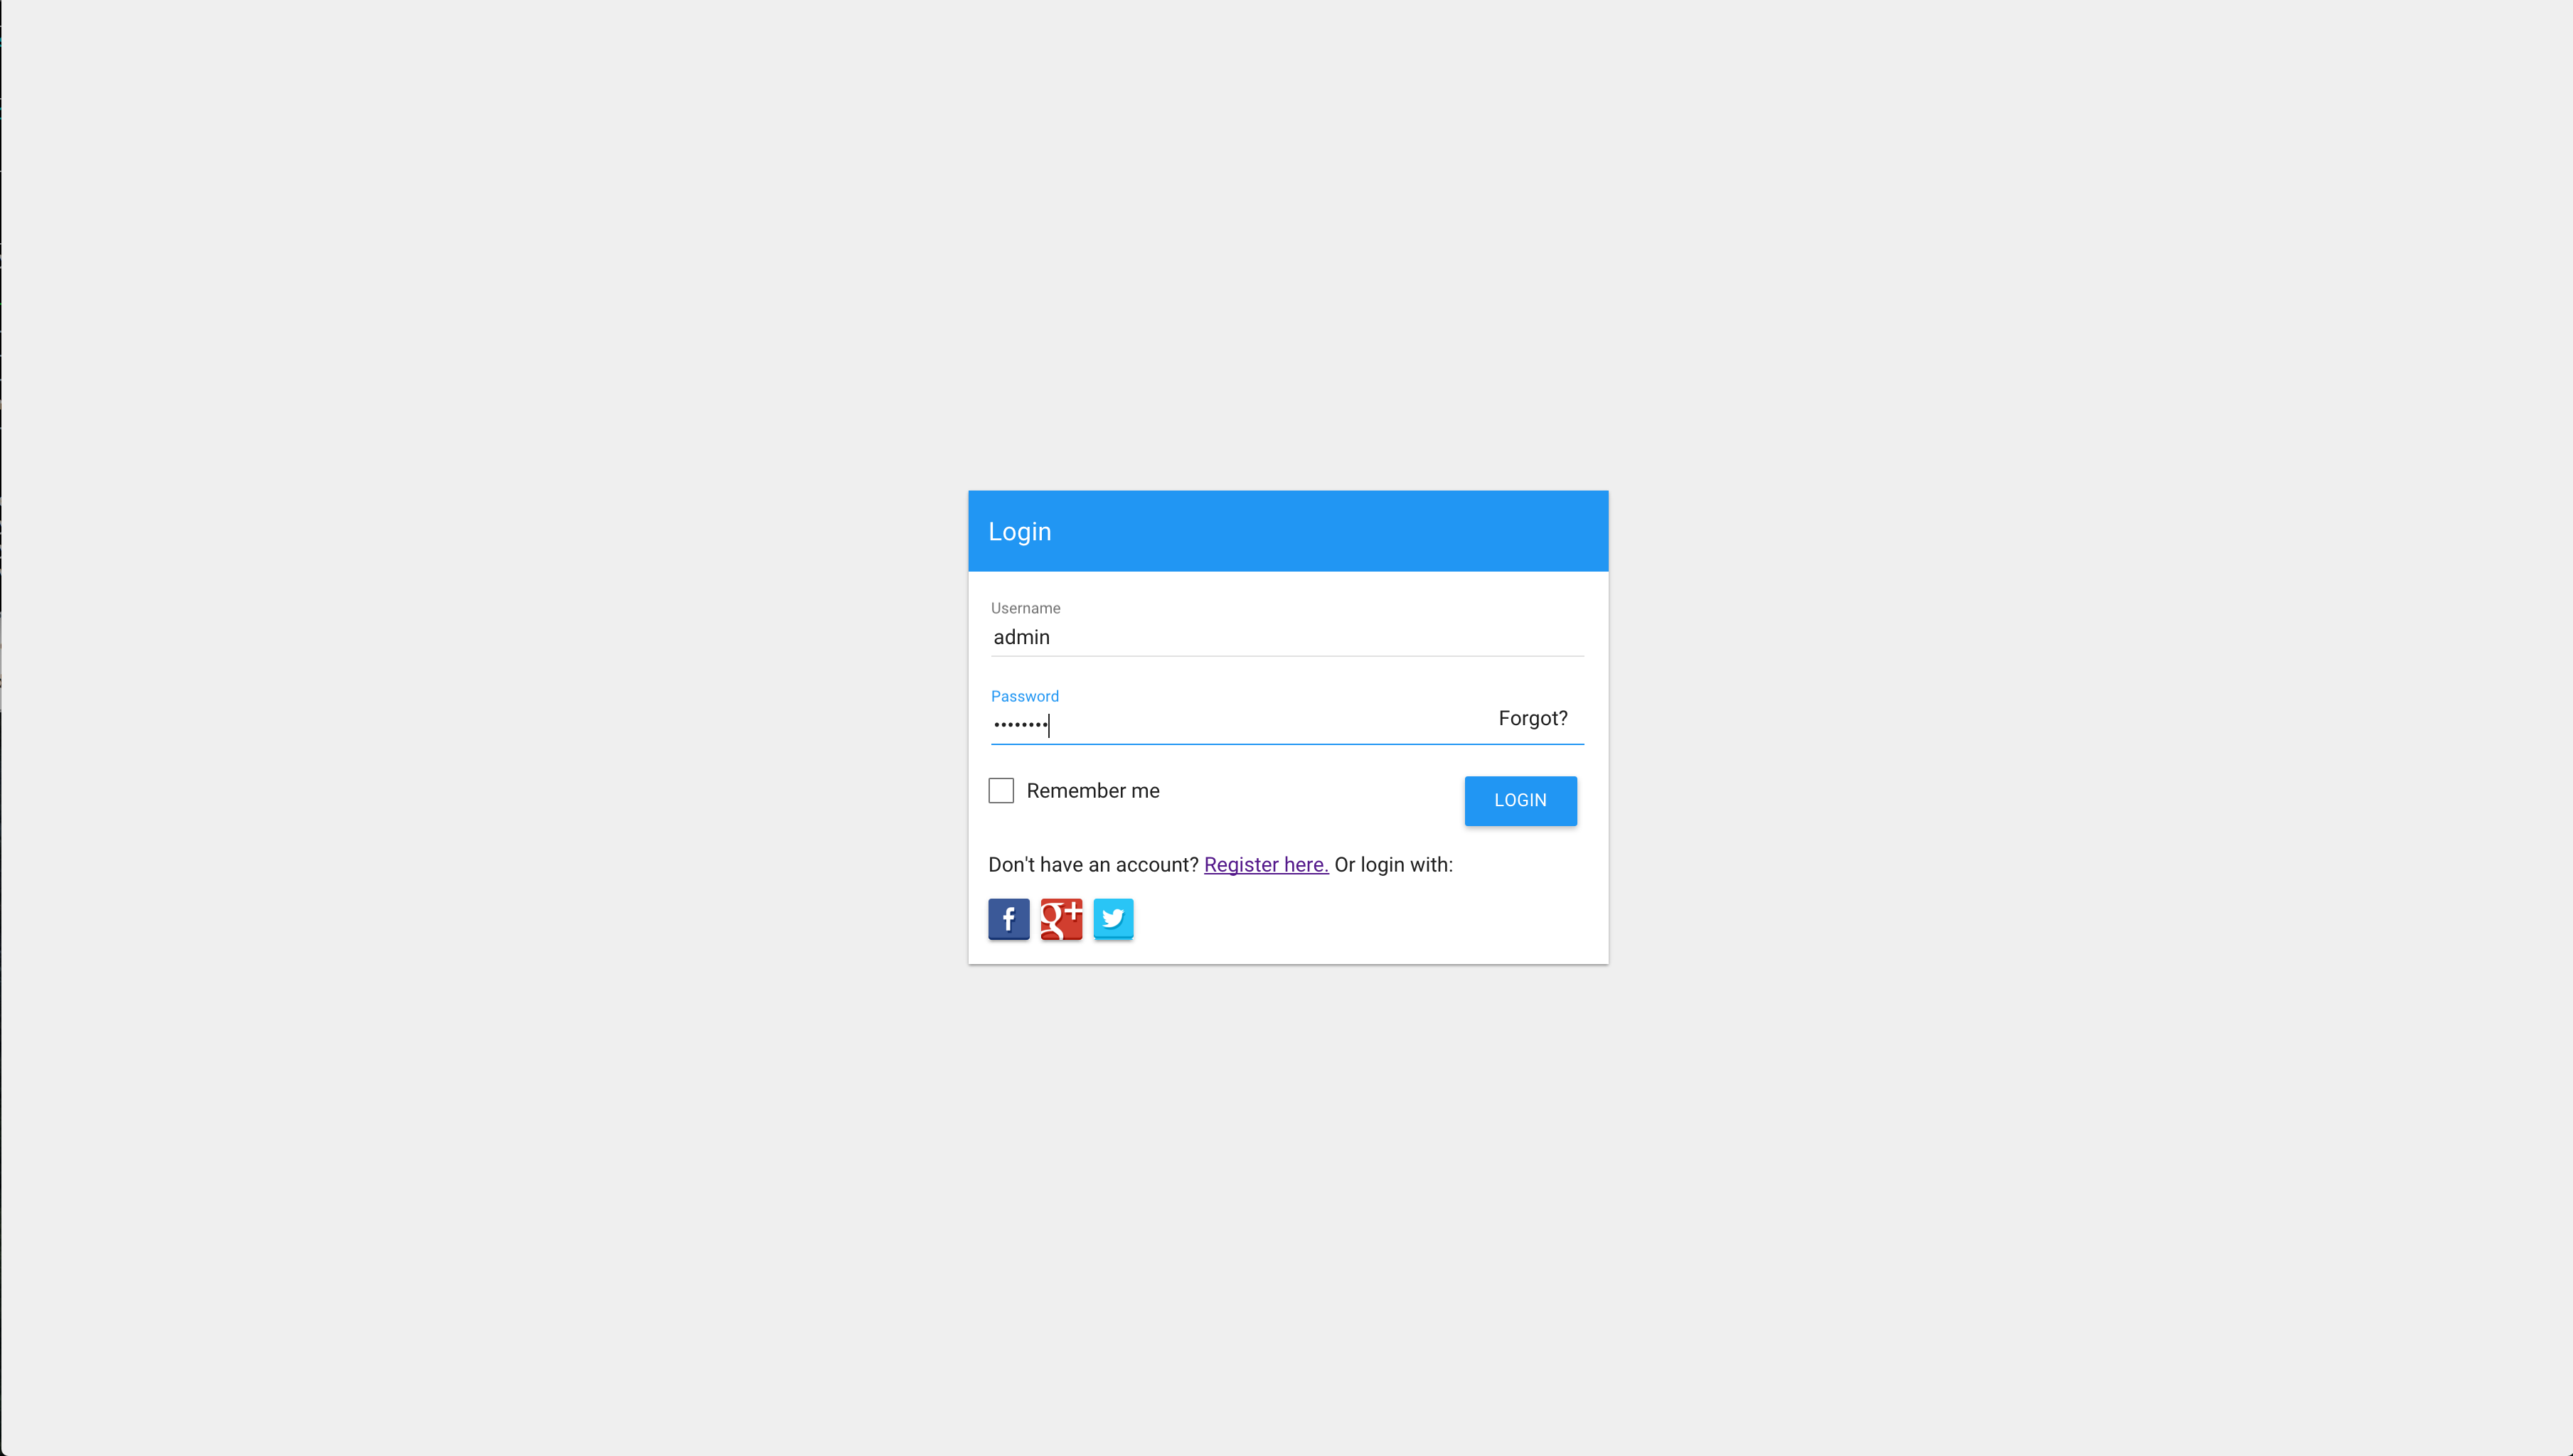 Login
Username
admin
Password
••••••••
Forgot?
Remember me
LOGIN
Don't have an account? Register here. Or login with:
f g+